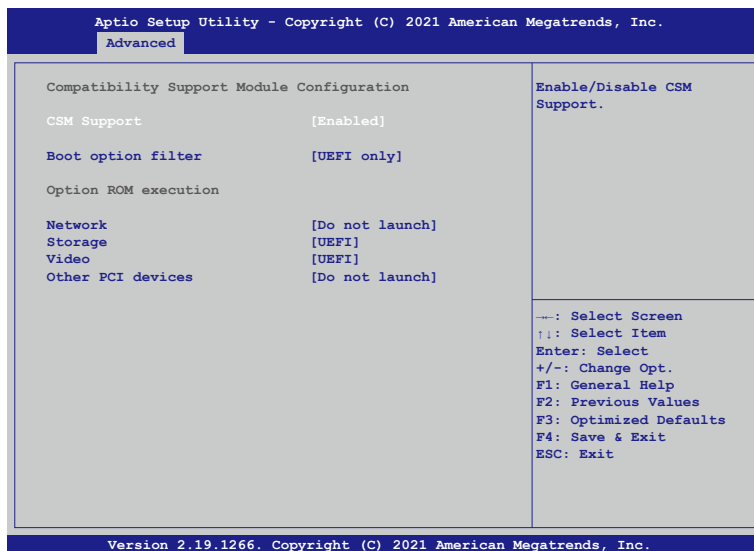 Aptio Setup Utility - Copyright (C) 2021 American Megatrends, Inc.
Advanced
Compatibility Support Module Configuration
CSM Support [Enabled]
Boot option filter [UEFI only]
Option ROM execution
Network [Do not launch]
Storage [UEFI]
Video [UEFI]
Other PCI devices [Do not launch]
Enable/Disable CSM
Support.
→←: Select Screen
↑↓: Select Item
Enter: Select
+/-: Change Opt.
F1: General Help
F2: Previous Values
F3: Optimized Defaults
F4: Save & Exit
ESC: Exit
Version 2.19.1266. Copyright (C) 2021 American Megatrends, Inc.